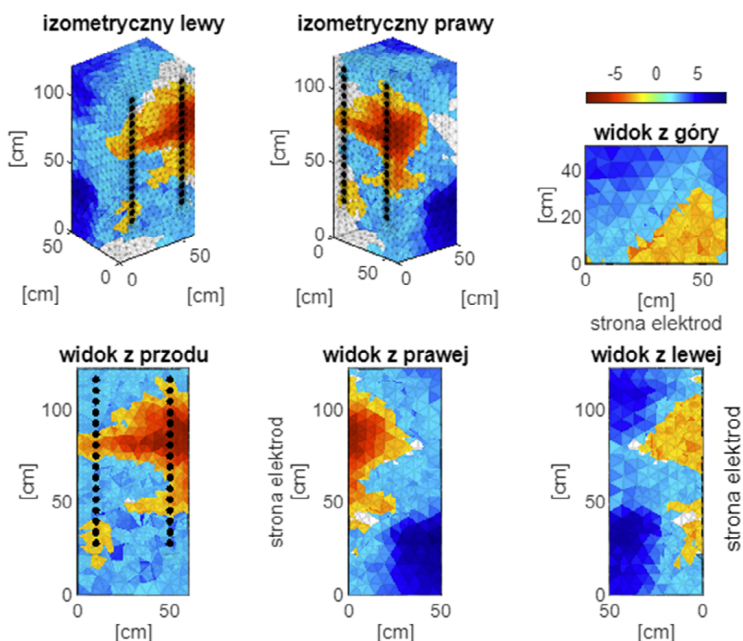 izometryczny lewy
izometryczny prawy
100
50
0
[cm]
50
0
0
50
[cm]
[cm]
100
50
0
[cm]
0
50
0
50
[cm]
[cm]
-5 0 5
widok z góry
40
20
0
[cm]
0 50
[cm]
strona elektrod
widok z przodu
100
50
0
[cm]
0 50
[cm]
widok z prawej
strona elektrod
[cm]
100
50
0
0 50
[cm]
widok z lewej
100
50
0
[cm]
50 0
[cm]
strona elektrod